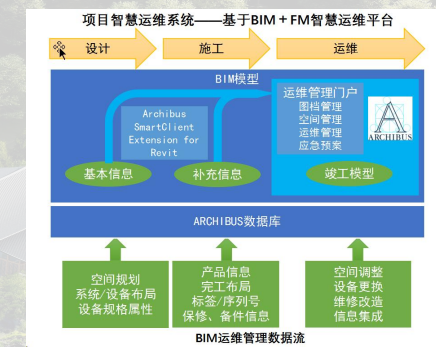 项目智慧运维系统——基于BIM＋FM智慧运维平台
设计
施工
运维
BIM模型
Archibus
SmartClient
Extension for
Revit
运维管理门户
图档管理
空间管理
运维管理
应急预案
ARCHIBUS
基本信息
补充信息
竣工模型
ARCHIBUS数据库
空间规划
系统/设备布局
设备规格属性
产品信息
完工布局
标签/序列号
保修、备件信息
空间调整
设备更换
维修改造
信息集成
BIM运维管理数据流